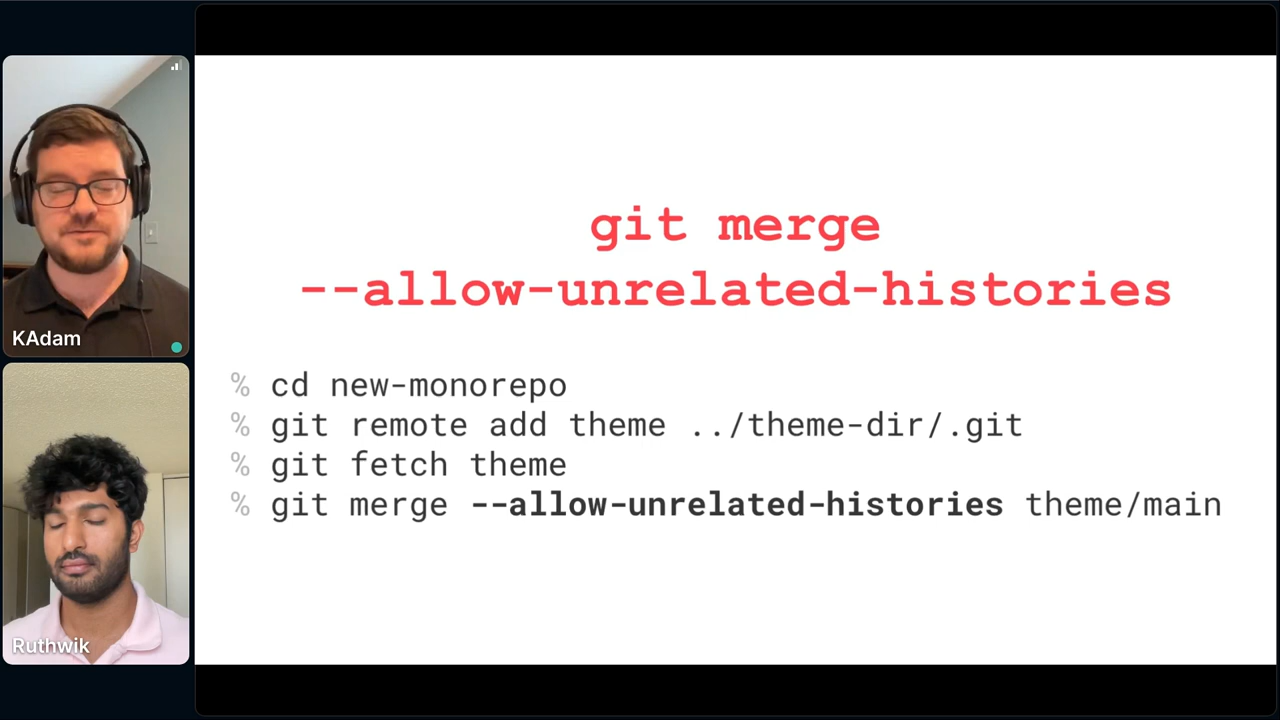 KAdam
Ruthwik
git merge
--allow-unrelated-histories
% cd new-monorepo
% git remote add theme ../theme-dir/.git
% git fetch theme
% git merge --allow-unrelated-histories theme/main